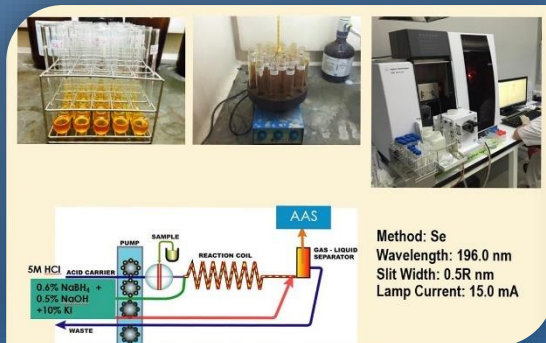 AAS
SAMPLE
PUMP
GAS - LIQUID
SEPARATOR
REACTION COIL
5M HCl ACID CARRIER
0.6% NaBH₄ +
0.5% NaOH
+10% KI
WASTE
Method: Se
Wavelength: 196.0 nm
Slit Width: 0.5R nm
Lamp Current: 15.0 mA